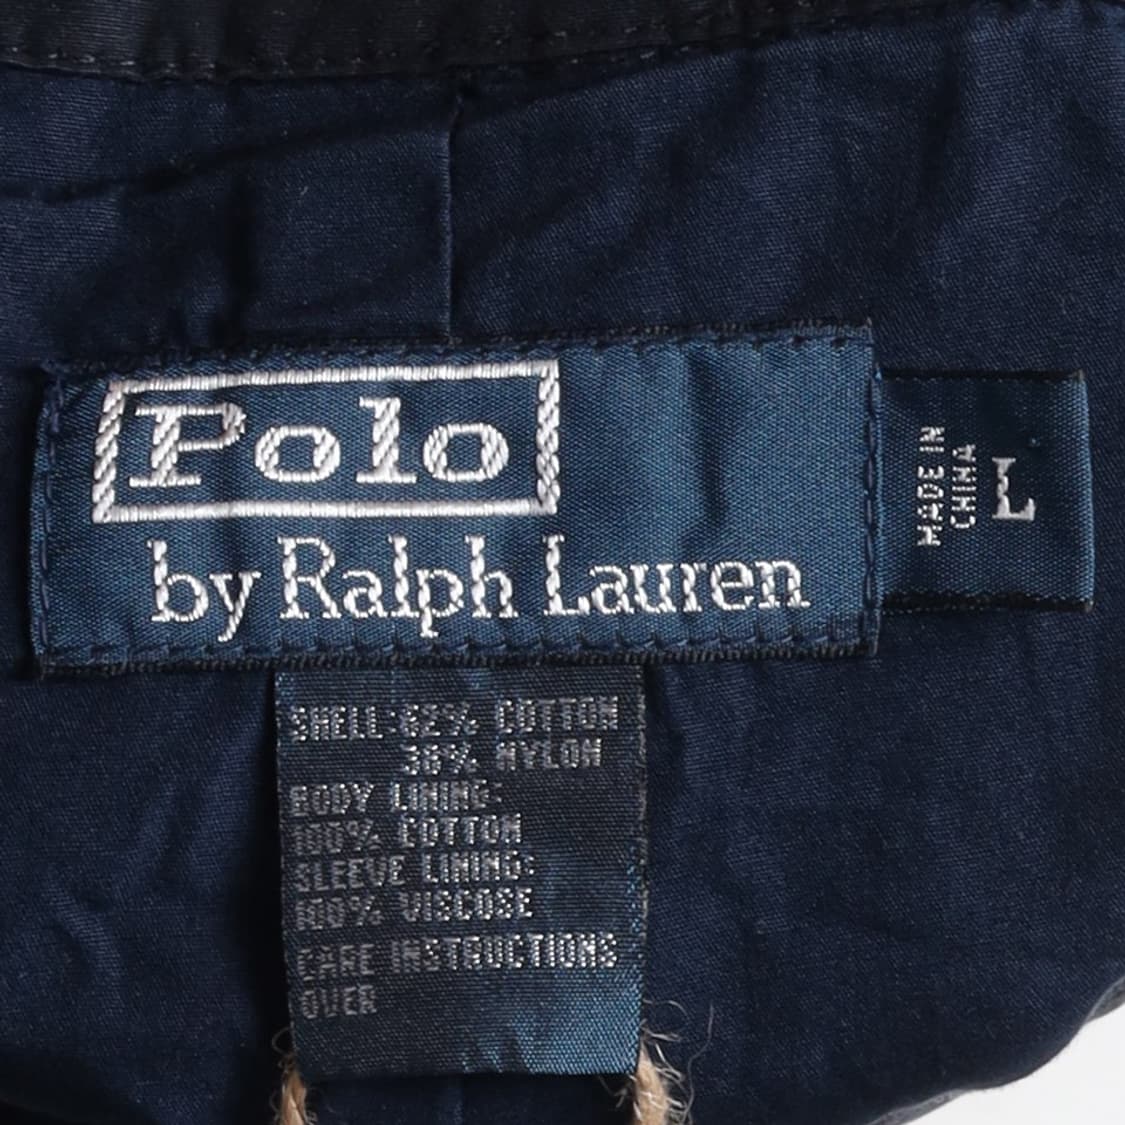 Polo
by Ralph Lauren
MADE IN
CHINA
L
SHELL:62% COTTON
38% NYLON
BODY LINING:
100% COTTON
SLEEVE LINING:
100% VISCOSE
CARE INSTRUCTIONS
OVER